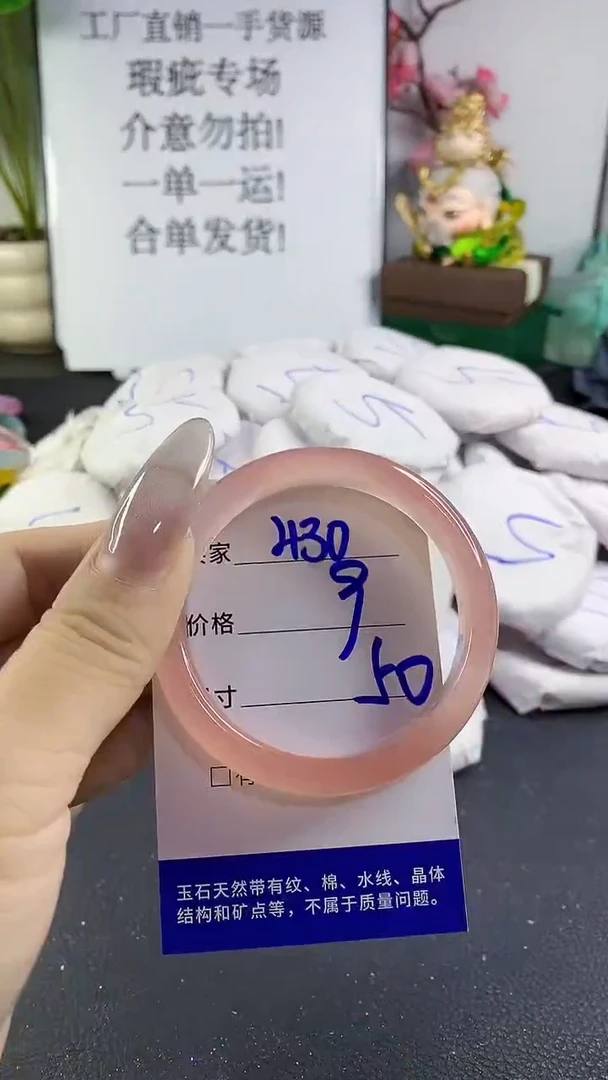 工厂直销一手货源
瑕疵专场
介意勿拍!
一单一运!
合单发货!
家 430
价格 9
寸 50
□有
玉石天然带有纹、棉、水线、晶体
结构和矿点等，不属于质量问题。